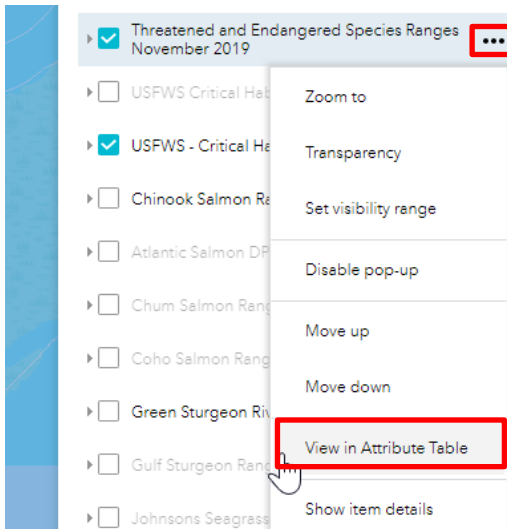 Threatened and Endangered Species Ranges
November 2019
•••
USFWS Critical Hab
Zoom to
USFWS - Critical Ha
Transparency
Chinook Salmon Ra
Set visibility range
Atlantic Salmon DP
Disable pop-up
Chum Salmon Rang
Move up
Coho Salmon Rang
Move down
Green Sturgeon Riv
View in Attribute Table
Gulf Sturgeon Rang
Show item details
Johnsons Seagrass